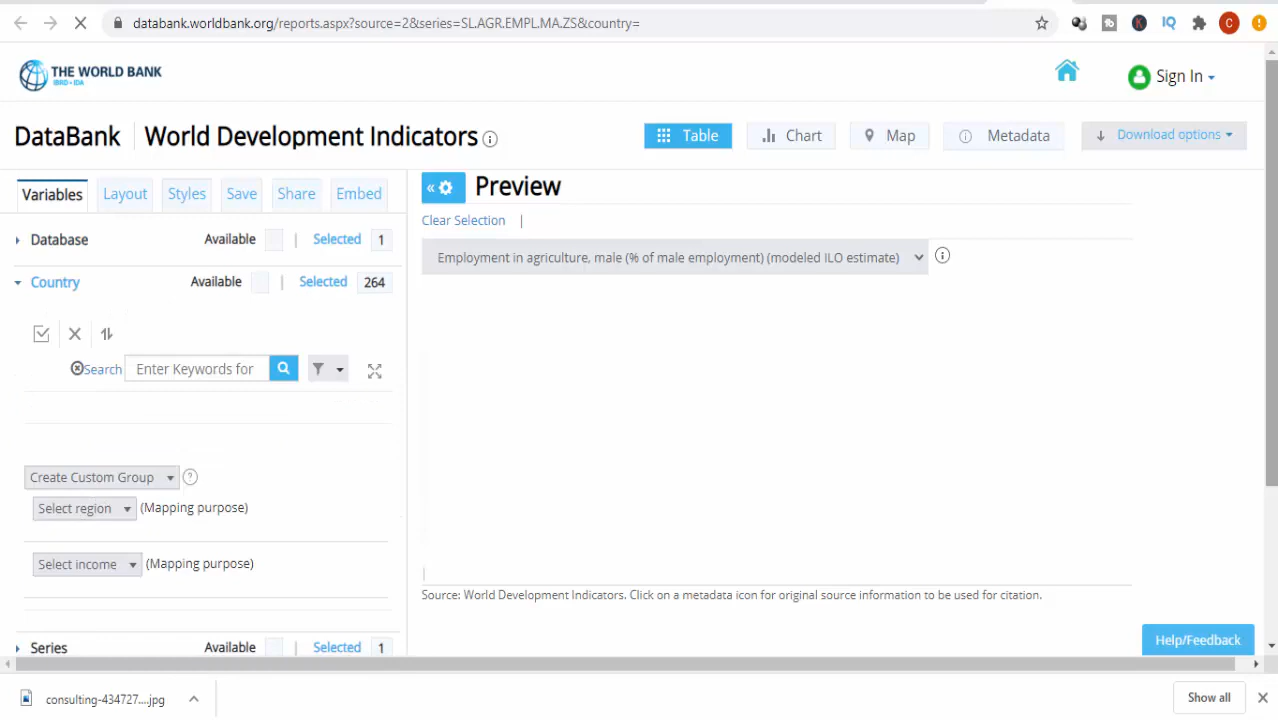 databank.worldbank.org/reports.aspx?source=2&series=SL.AGR.EMPL.MA.ZS&country=
IQ
C
THE WORLD BANK
IBRD • IDA
Sign In
DataBank World Development Indicators
Table
Chart
Map
Metadata
Download options
Variables
Layout
Styles
Save
Share
Embed
« Preview
Clear Selection |
Database Available | Selected 1
Employment in agriculture, male (% of male employment) (modeled ILO estimate)
Country Available | Selected 264
Search Enter Keywords for
Create Custom Group ?
Select region (Mapping purpose)
Select income (Mapping purpose)
Source: World Development Indicators. Click on a metadata icon for original source information to be used for citation.
Series Available | Selected 1
Help/Feedback
consulting-434727....jpg
Show all